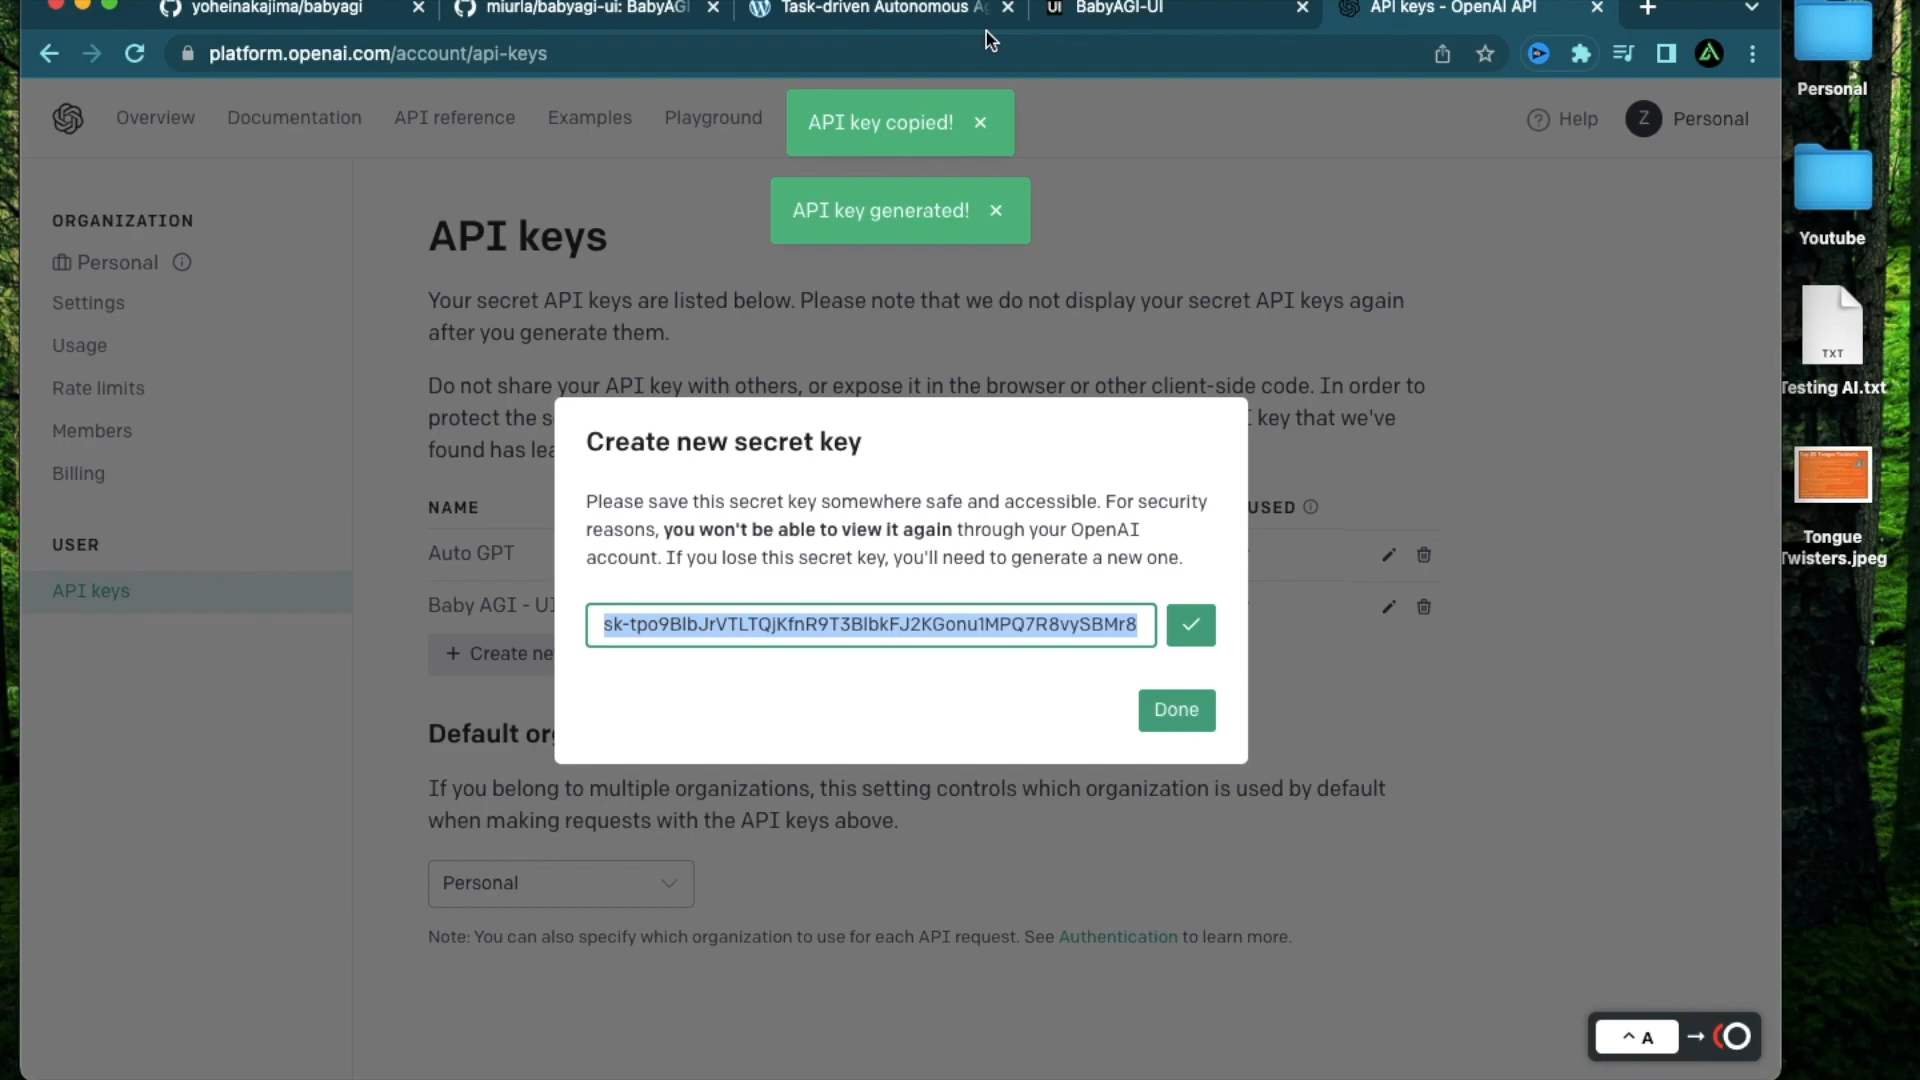 yoheinakajima/babyagi
miurla/babyagi-ui: BabyAGI
Task-driven Autonomous Ag
UI BabyAGI-UI
API keys - OpenAI API
platform.openai.com/account/api-keys
Overview
Documentation
API reference
Examples
Playground
API key copied!
Help
Z Personal
API key generated!
ORGANIZATION
Personal
Settings
Usage
Rate limits
Members
Billing
USER
API keys
API keys
Your secret API keys are listed below. Please note that we do not display your secret API keys again
after you generate them.
Do not share your API key with others, or expose it in the browser or other client-side code. In order to
protect the s
key that we've
found has lea
NAME
USED
Auto GPT
Baby AGI - UI
+ Create ne
Create new secret key
Please save this secret key somewhere safe and accessible. For security
reasons, you won't be able to view it again through your OpenAI
account. If you lose this secret key, you'll need to generate a new one.
Done
Default or
If you belong to multiple organizations, this setting controls which organization is used by default
when making requests with the API keys above.
Personal
Note: You can also specify which organization to use for each API request. See Authentication to learn more.
Personal
Youtube
TXT
Testing AI.txt
Tongue
Twisters.jpeg
^ A →